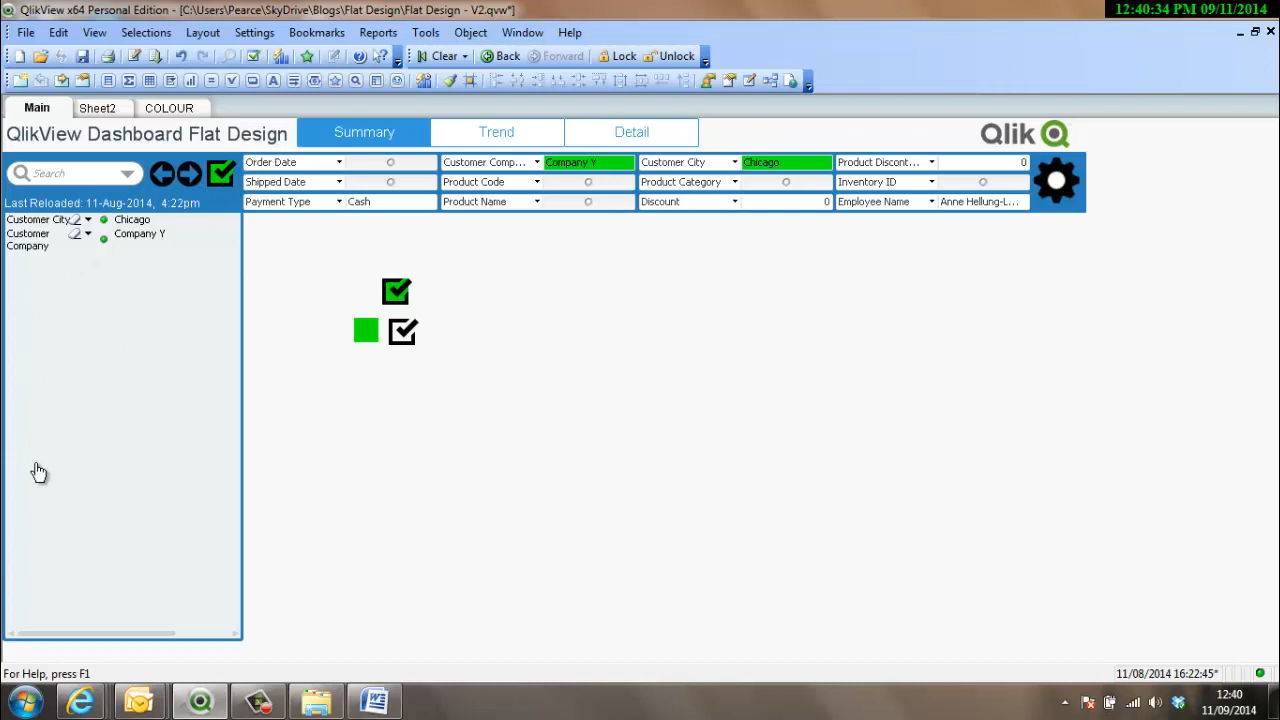 QlikView x64 Personal Edition - [C:\Users\Pearce\SkyDrive\Blogs\Flat Design\Flat Design - V2.qvw*]
12:40:34 PM 09/11/2014
File Edit View Selections Layout Settings Bookmarks Reports Tools Object Window Help
Clear Back Forward Lock Unlock
Main Sheet2 COLOUR
QlikView Dashboard Flat Design Summary Trend Detail Qlik
Search
Order Date Customer Comp... Company Y Customer City Chicago Product Discont... 0
Shipped Date Product Code Product Category Inventory ID
Payment Type Cash Product Name Discount 0 Employee Name Anne Hellung-L...
Last Reloaded: 11-Aug-2014, 4:22pm
Customer City Chicago
Customer Company Y
Company
For Help, press F1 11/08/2014 16:22:45*
12:40
11/09/2014